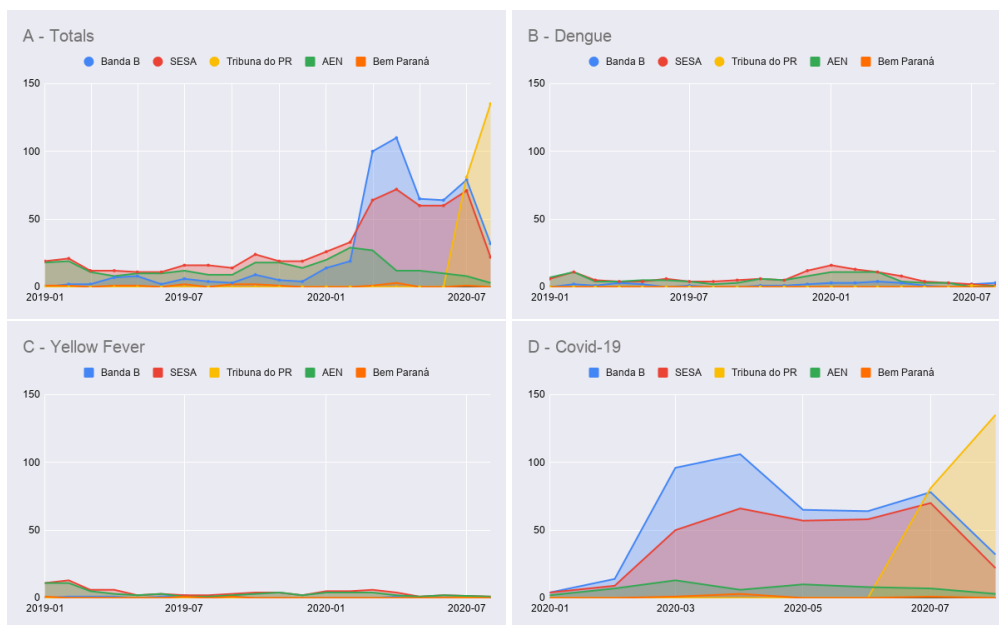 A - Totals
Banda B SESA Tribuna do PR AEN Bem Paraná
150
100
50
0
2019-01 2019-07 2020-01 2020-07
B - Dengue
Banda B SESA Tribuna do PR AEN Bem Paraná
150
100
50
0
2019-01 2019-07 2020-01 2020-07
C - Yellow Fever
Banda B SESA Tribuna do PR AEN Bem Paraná
150
100
50
0
2019-01 2019-07 2020-01 2020-07
D - Covid-19
Banda B SESA Tribuna do PR AEN Bem Paraná
150
100
50
0
2020-01 2020-03 2020-05 2020-07